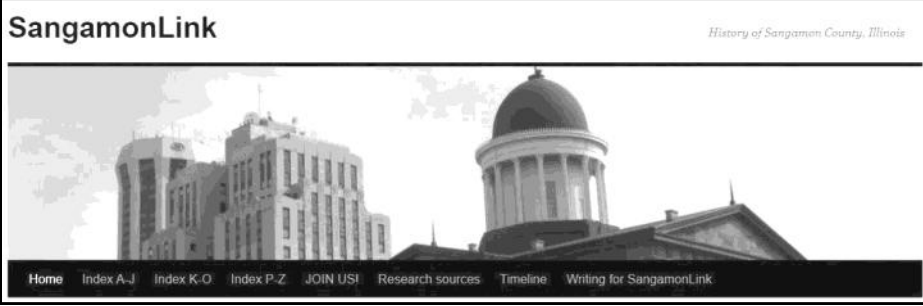 SangamonLink
History of Sangamon County, Illinois
Home Index A-J Index K-O Index P-Z JOIN US! Research sources Timeline Writing for SangamonLink